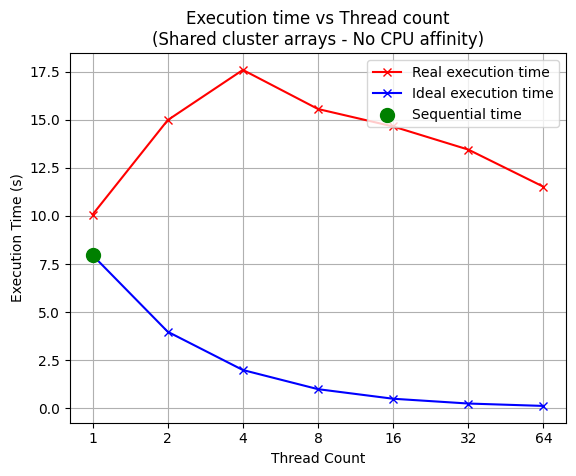 Execution time vs Thread count
(Shared cluster arrays - No CPU affinity)
Real execution time
Ideal execution time
Sequential time
17.5
15.0
12.5
10.0
7.5
5.0
2.5
0.0
Execution Time (s)
1 2 4 8 16 32 64
Thread Count